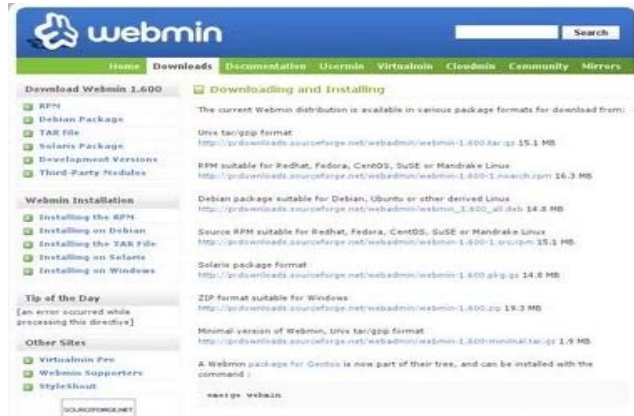 webmin
Search
Home Downloads Documentation Usermin Virtualmin Cloudmin Community Mirrors
Download Webmin 1.600
RPM
Debian Package
TAR File
Solaris Package
Development Versions
Third-Party Modules
Webmin Installation
Installing the RPM
Installing on Debian
Installing the TAR File
Installing on Solaris
Installing on Windows
Tip of the Day
[an error occurred while
processing this directive]
Other Sites
Virtualmin Pro
Webmin Supporters
StyleShout
SOURCEFORGE.NET
Downloading and Installing
The current Webmin distribution is available in various package formats for download from:
Unix tar/gzip format
http://prdownloads.sourceforge.net/webadmin/webmin-1.600.tar.gz 15.1 MB
RPM suitable for Redhat, Fedora, CentOS, SuSE or Mandrake Linux
http://prdownloads.sourceforge.net/webadmin/webmin-1.600-1.noarch.rpm 16.3 MB
Debian package suitable for Debian, Ubuntu or other derived Linux
http://prdownloads.sourceforge.net/webadmin/webmin_1.600_all.deb 14.8 MB
Source RPM suitable for Redhat, Fedora, CentOS, SuSE or Mandrake Linux
http://prdownloads.sourceforge.net/webadmin/webmin-1.600-1.src.rpm 15.1 MB
Solaris package format
http://prdownloads.sourceforge.net/webadmin/webmin-1.600.pkg.gz 14.8 MB
ZIP format suitable for Windows
http://prdownloads.sourceforge.net/webadmin/webmin-1.600.zip 19.3 MB
Minimal version of Webmin, Unix tar/gzip format
http://prdownloads.sourceforge.net/webadmin/webmin-1.600-minimal.tar.gz 1.9 MB
A Webmin package for Gentoo is now part of their tree, and can be installed with the
command :
emerge webmin